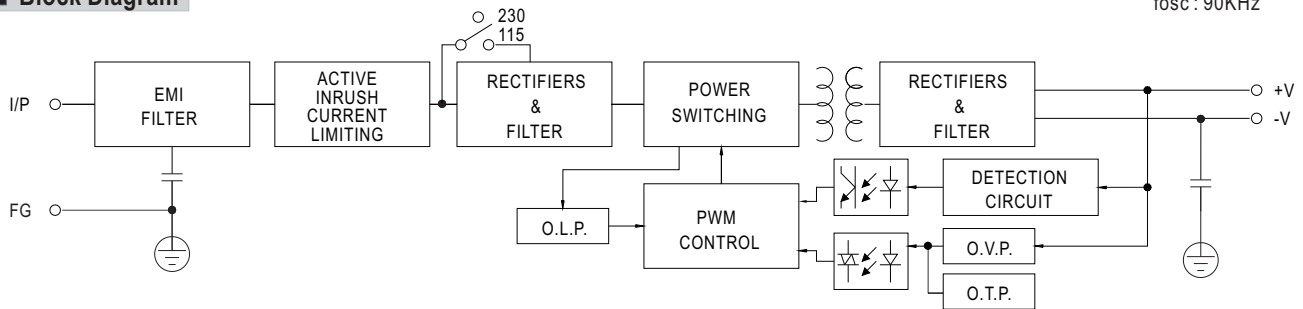 Block Diagram
fosc : 90KHz
230
115
I/P
EMI
FILTER
ACTIVE
INRUSH
CURRENT
LIMITING
RECTIFIERS
&
FILTER
POWER
SWITCHING
RECTIFIERS
&
FILTER
+V
-V
FG
O.L.P.
PWM
CONTROL
DETECTION
CIRCUIT
O.V.P.
O.T.P.